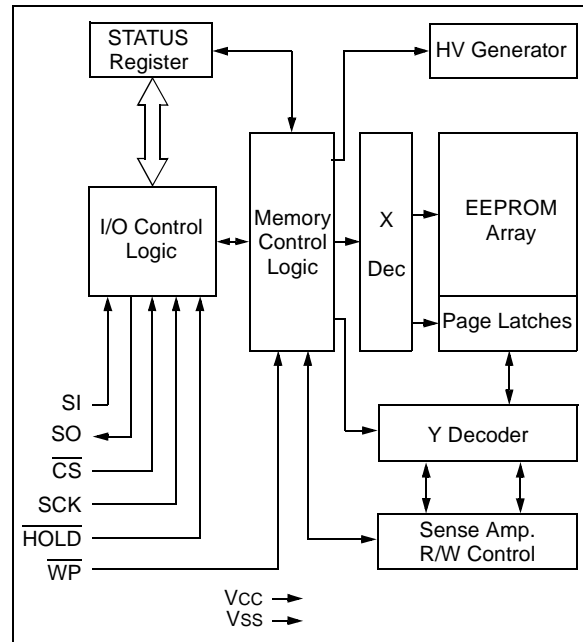 STATUS
Register
HV Generator
I/O Control
Logic
Memory
Control
Logic
X
Dec
EEPROM
Array
Page Latches
SI
SO
CS
SCK
HOLD
WP
Y Decoder
Sense Amp.
R/W Control
VCC
VSS